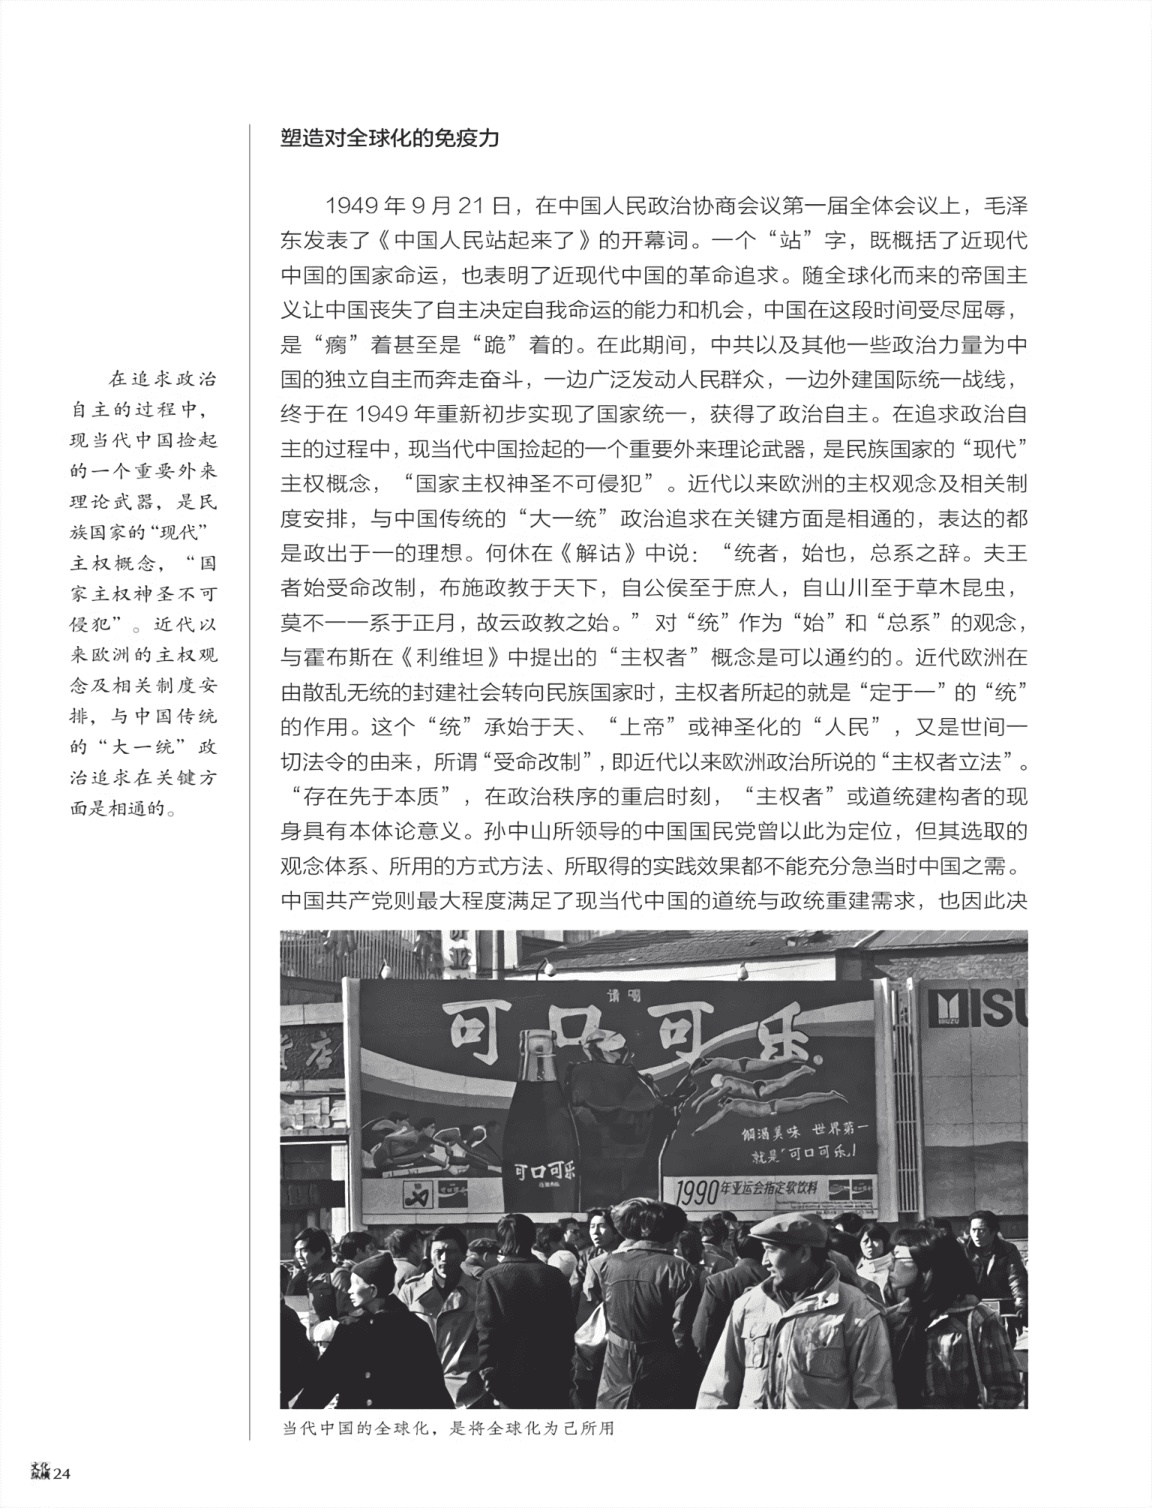 塑造对全球化的免疫力
1949 年 9 月 21 日，在中国人民政治协商会议第一届全体会议上，毛泽
东发表了《中国人民站起来了》的开幕词。一个“站”字，既概括了近现代
中国的国家命运，也表明了近现代中国的革命追求。随全球化而来的帝国主
义让中国丧失了自主决定自我命运的能力和机会，中国在这段时间受尽屈辱，
是“瘸”着甚至是“跪”着的。在此期间，中共以及其他一些政治力量为中
国的独立自主而奔走奋斗，一边广泛发动人民群众，一边外建国际统一战线，
终于在 1949 年重新初步实现了国家统一，获得了政治自主。在追求政治自
主的过程中，现当代中国捡起的一个重要外来理论武器，是民族国家的“现代”
主权概念，“国家主权神圣不可侵犯”。近代以来欧洲的主权观念及相关制
度安排，与中国传统的“大一统”政治追求在关键方面是相通的，表达的都
是政出于一的理想。何休在《解诂》中说：“统者，始也，总系之辞。夫王
者始受命改制，布施政教于天下，自公侯至于庶人，自山川至于草木昆虫，
莫不一一系于正月，故云政教之始。”对“统”作为“始”和“总系”的观念，
与霍布斯在《利维坦》中提出的“主权者”概念是可以通约的。近代欧洲在
由散乱无统的封建社会转向民族国家时，主权者所起的就是“定于一”的“统”
的作用。这个“统”承始于天、“上帝”或神圣化的“人民”，又是世间一
切法令的由来，所谓“受命改制”，即近代以来欧洲政治所说的“主权者立法”。
“存在先于本质”，在政治秩序的重启时刻，“主权者”或道统建构者的现
身具有本体论意义。孙中山所领导的中国国民党曾以此为定位，但其选取的
观念体系、所用的方式方法、所取得的实践效果都不能充分急当时中国之需。
中国共产党则最大程度满足了现当代中国的道统与政统重建需求，也因此决
在追求政治
自主的过程中，
现当代中国捡起
的一个重要外来
理论武器，是民
族国家的“现代”
主权概念，“国
家主权神圣不可
侵犯”。近代以
来欧洲的主权观
念及相关制度安
排，与中国传统
的“大一统”政
治追求在关键方
面是相通的。
请喝
可口可乐
ISUZU
ISU
店
解渴美味 世界第一
就是“可口可乐”！
可口可乐
1990年亚运会指定软饮料
当代中国的全球化，是将全球化为己所用
文化
纵横 24